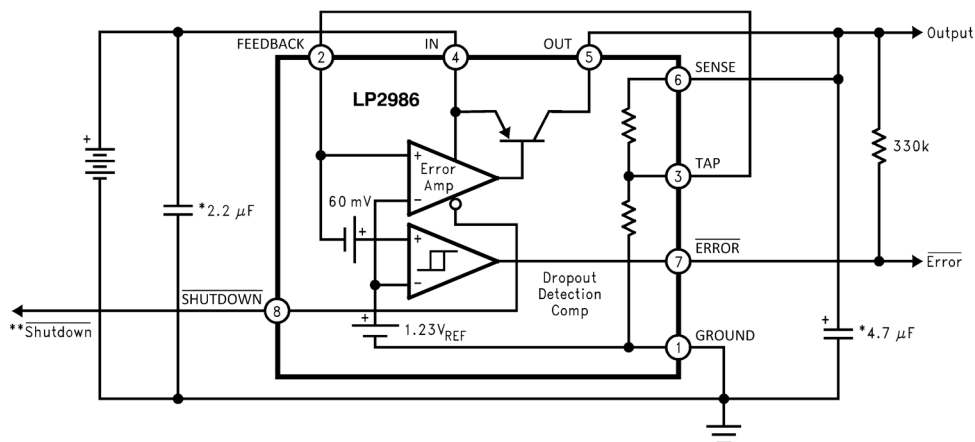 FEEDBACK
2
IN
4
OUT
5
Output
LP2986
6
SENSE
+
Error
Amp
-
330k
3
TAP
+
*2.2 µF
60 mV
+
+
-
ERROR
7
Error
Dropout
Detection
Comp
SHUTDOWN
8
**Shutdown
+
1.23VREF
1
GROUND
+
*4.7 µF